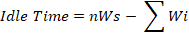 Idle Time = nWs − ∑ Wi